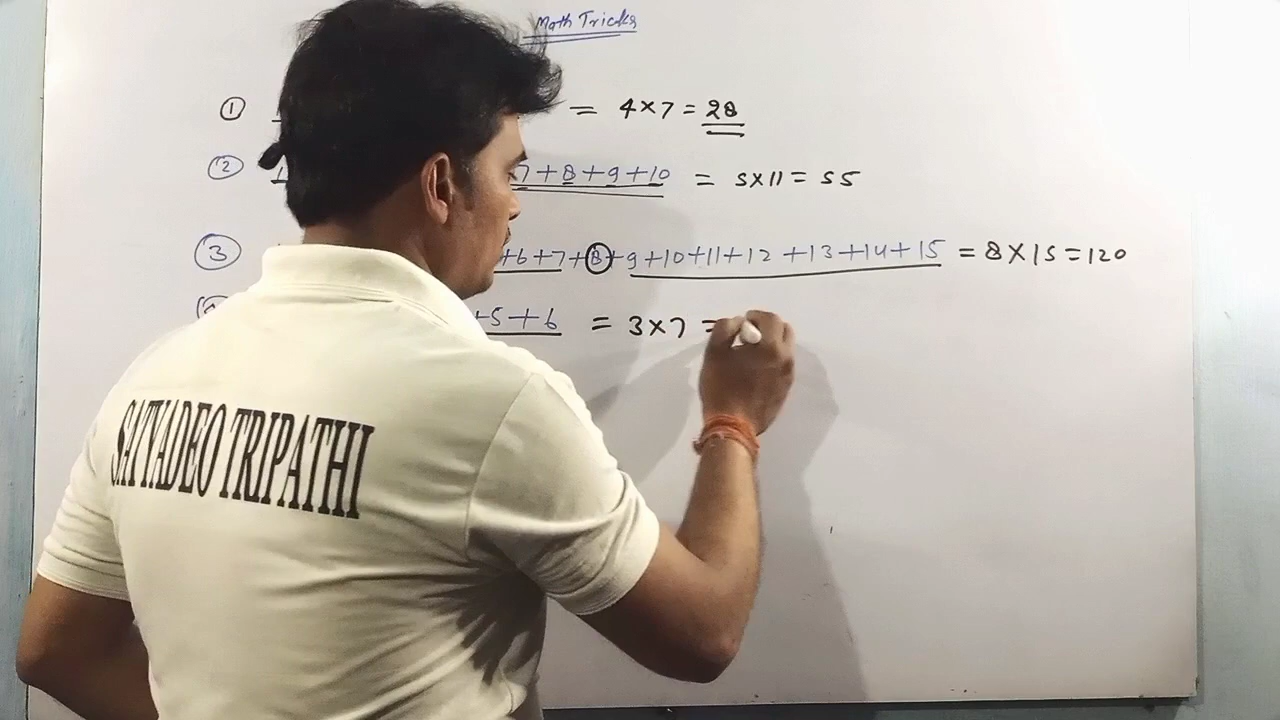 Math Tricks
① = 4×7 = 28
② 7+8+9+10 = 5×11 = 55
③ +6+7+8+9+10+11+12+13+14+15 = 8×15=120
+5+6 = 3×7 =
SATYADEO TRIPATHI